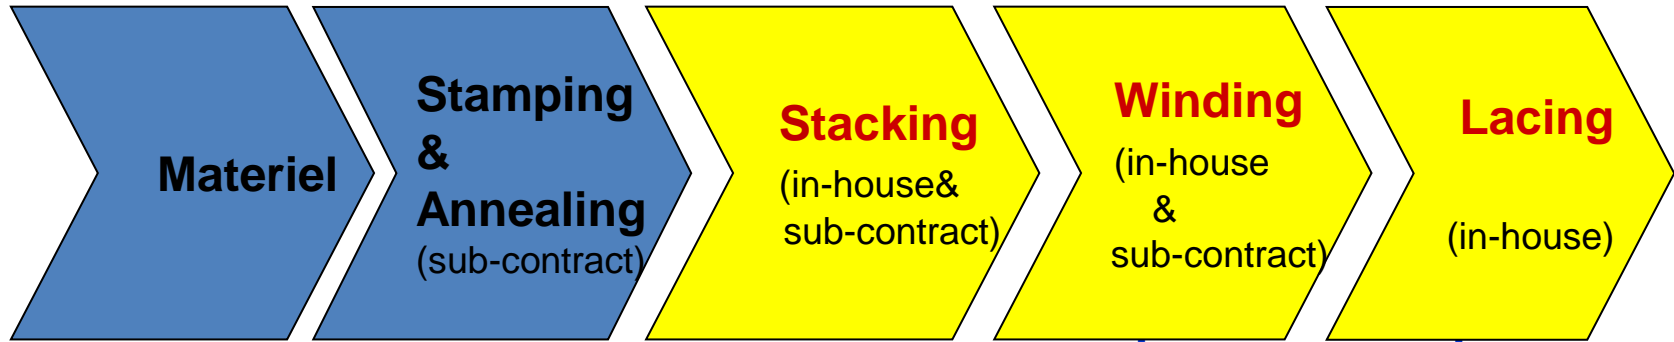 Materiel
Stamping
&
Annealing
(sub-contract)
Stacking
(in-house&
sub-contract)
Winding
(in-house
&
sub-contract)
Lacing
(in-house)